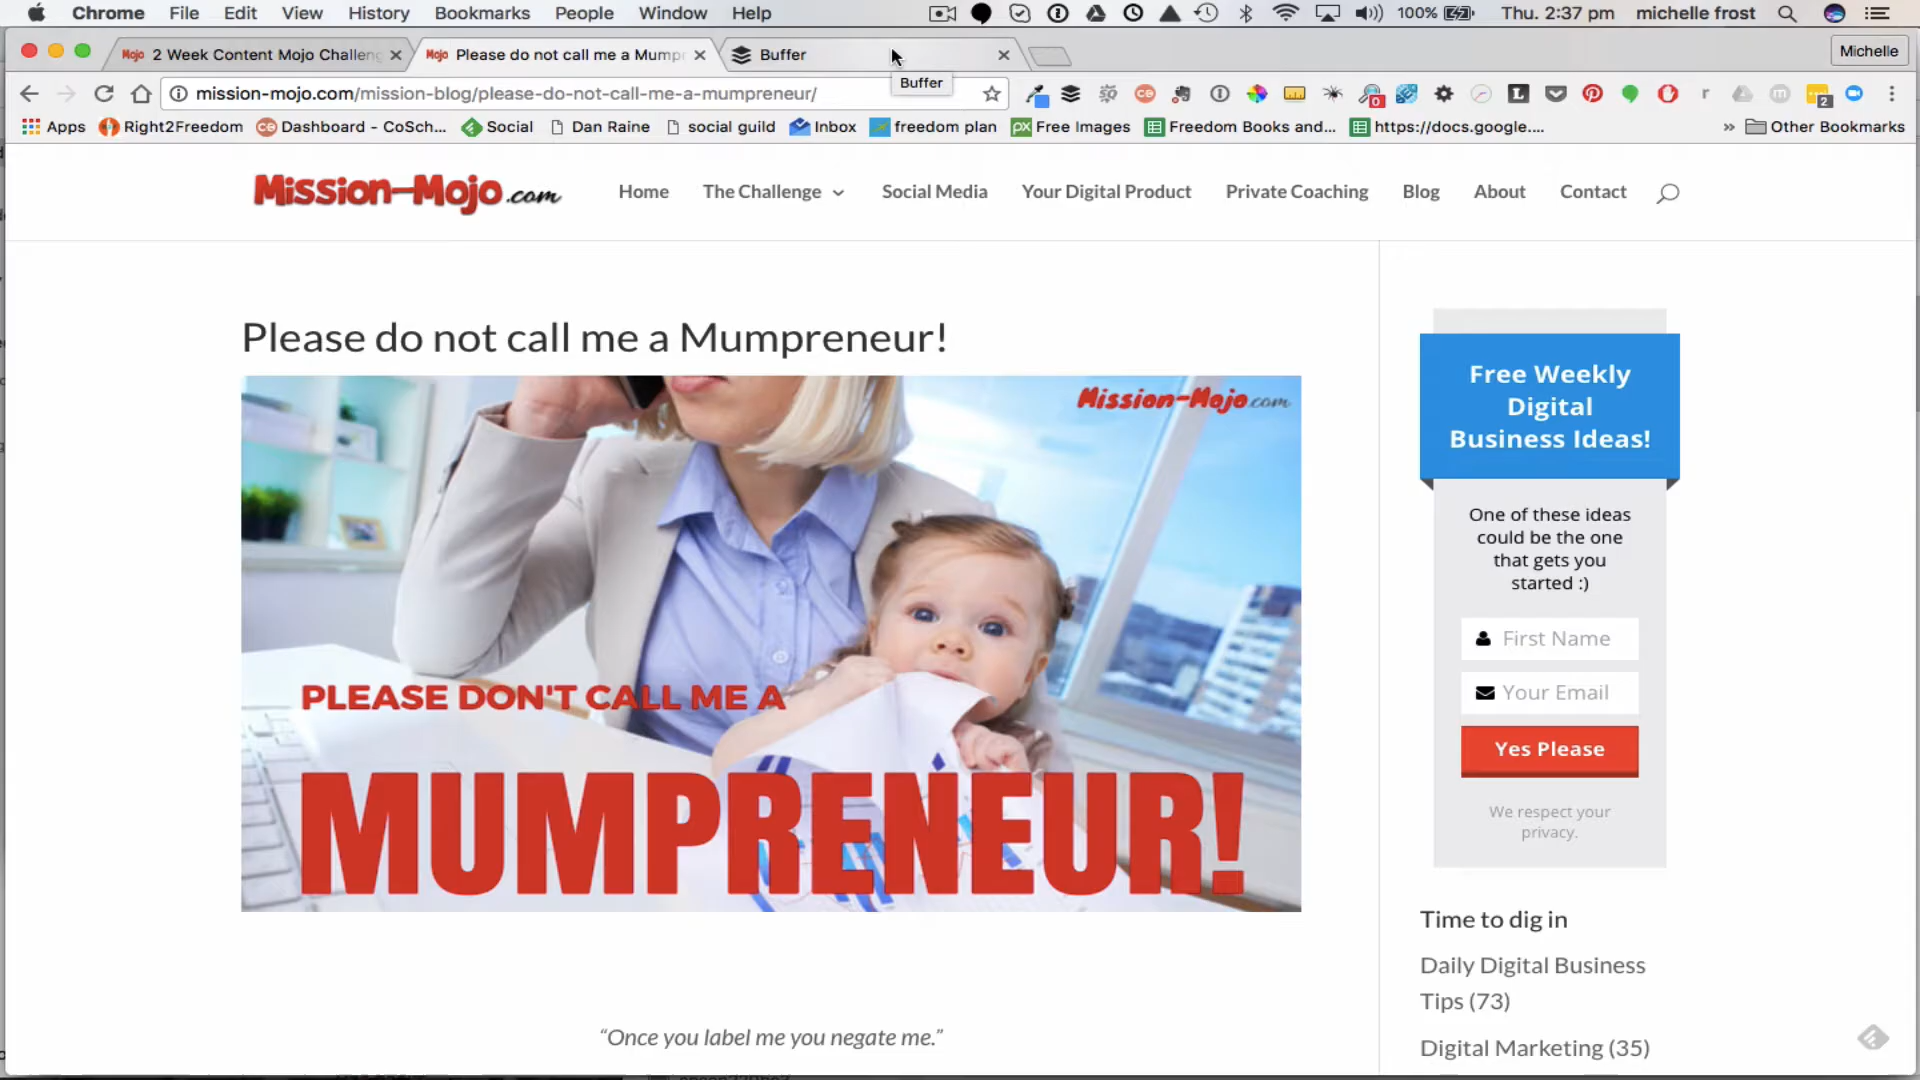 Chrome File Edit View History Bookmarks People Window Help 100% Thu. 2:37 pm michelle frost
Mojo 2 Week Content Mojo Challeng
Mojo Please do not call me a Mump
Buffer
Michelle
mission-mojo.com/mission-blog/please-do-not-call-me-a-mumpreneur/
Buffer
Apps Right2Freedom Dashboard - CoSch... Social Dan Raine social guild Inbox freedom plan Free Images Freedom Books and... https://docs.google.... » Other Bookmarks
Mission-Mojo.com
Home The Challenge Social Media Your Digital Product Private Coaching Blog About Contact
Please do not call me a Mumpreneur!
Mission-Mojo.com
PLEASE DON'T CALL ME A
MUMPRENEUR!
“Once you label me you negate me.”
Free Weekly
Digital
Business Ideas!
One of these ideas
could be the one
that gets you
started :)
First Name
Your Email
Yes Please
We respect your
privacy.
Time to dig in
Daily Digital Business
Tips (73)
Digital Marketing (35)